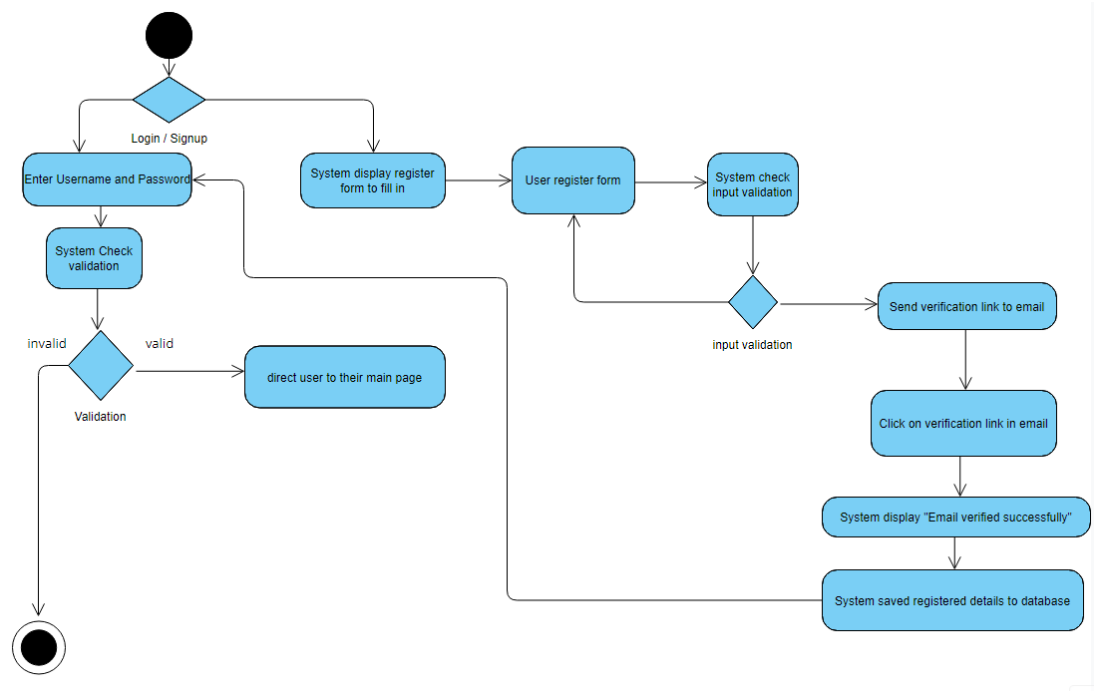 Login / Signup
Enter Username and Password
System display register
form to fill in
User register form
System check
input validation
System Check
validation
Send verification link to email
input validation
invalid
valid
direct user to their main page
Validation
Click on verification link in email
System display "Email verified successfully"
System saved registered details to database